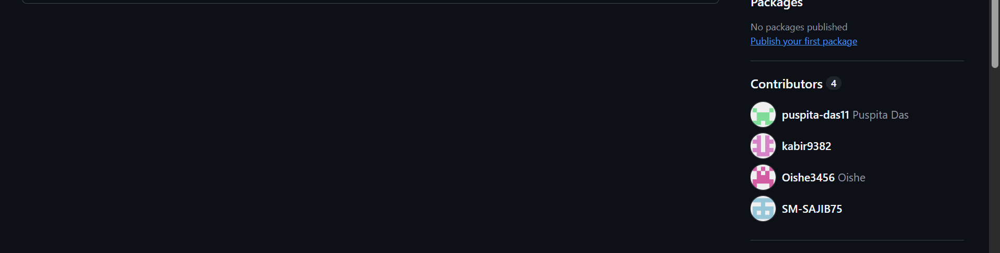 Packages
No packages published
Publish your first package
Contributors 4
puspita-das11 Puspita Das
kabir9382
Oishe3456 Oishe
SM-SAJIB75